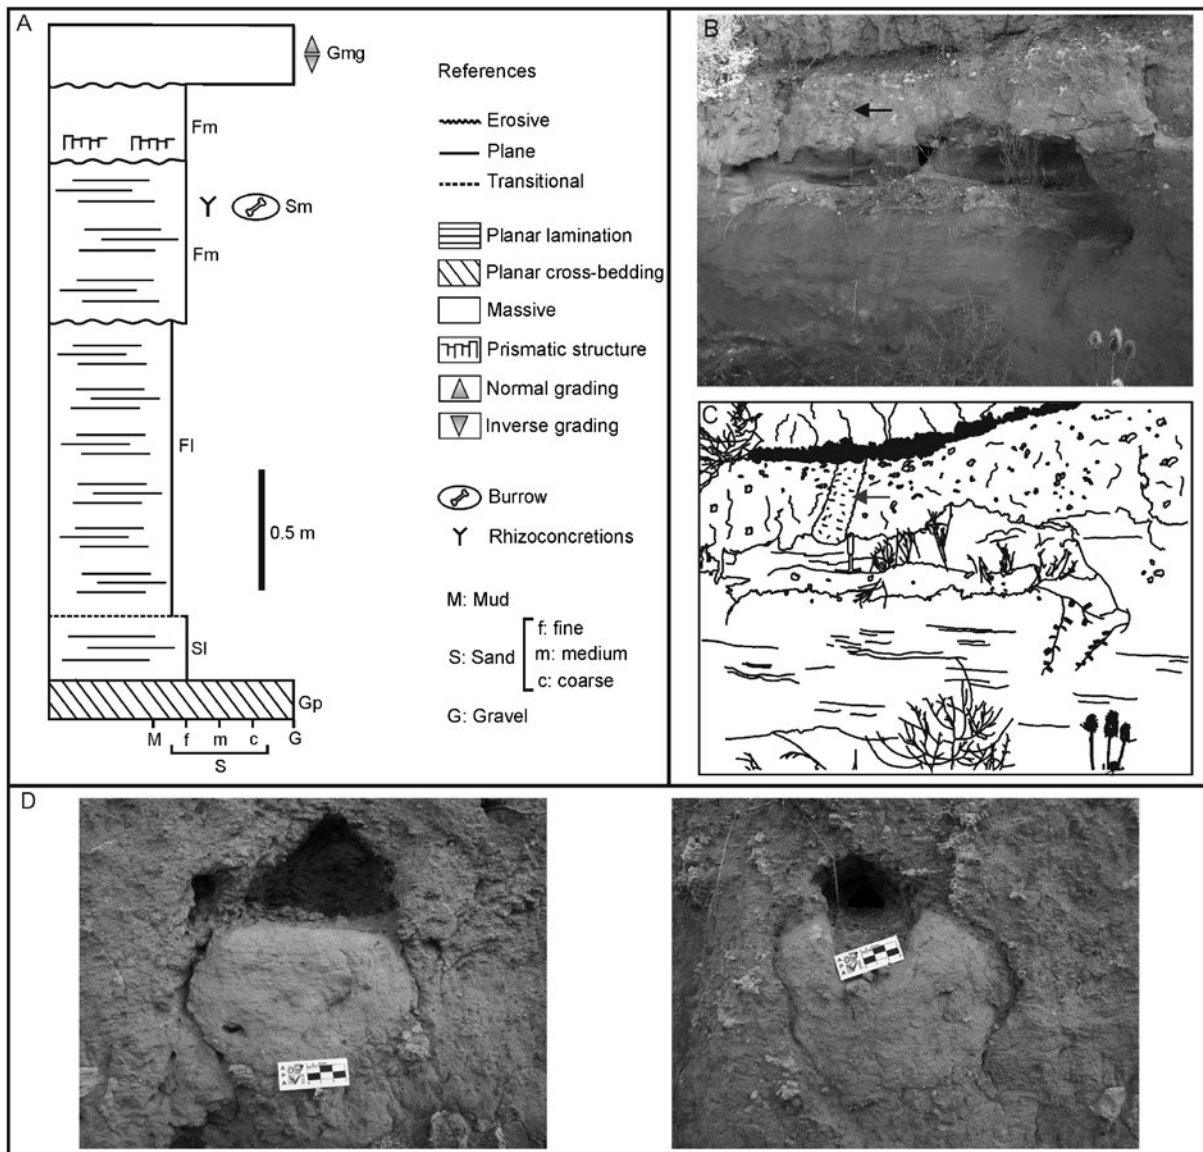 A
Gmg
Fm
Sm
Fm
Fl
0.5 m
Sl
Gp
M f m c G
S
References
Erosive
Plane
Transitional
Planar lamination
Planar cross-bedding
Massive
Prismatic structure
Normal grading
Inverse grading
Burrow
Rhizoconcretions
M: Mud
S: Sand
f: fine
m: medium
c: coarse
G: Gravel
B
C
D